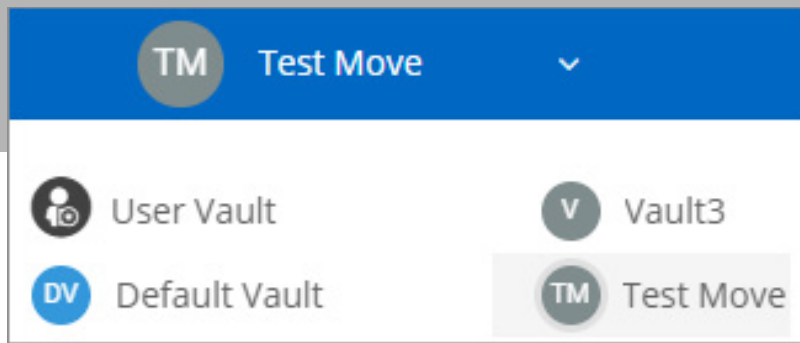 TM Test Move
User Vault
V Vault3
DV Default Vault
TM Test Move